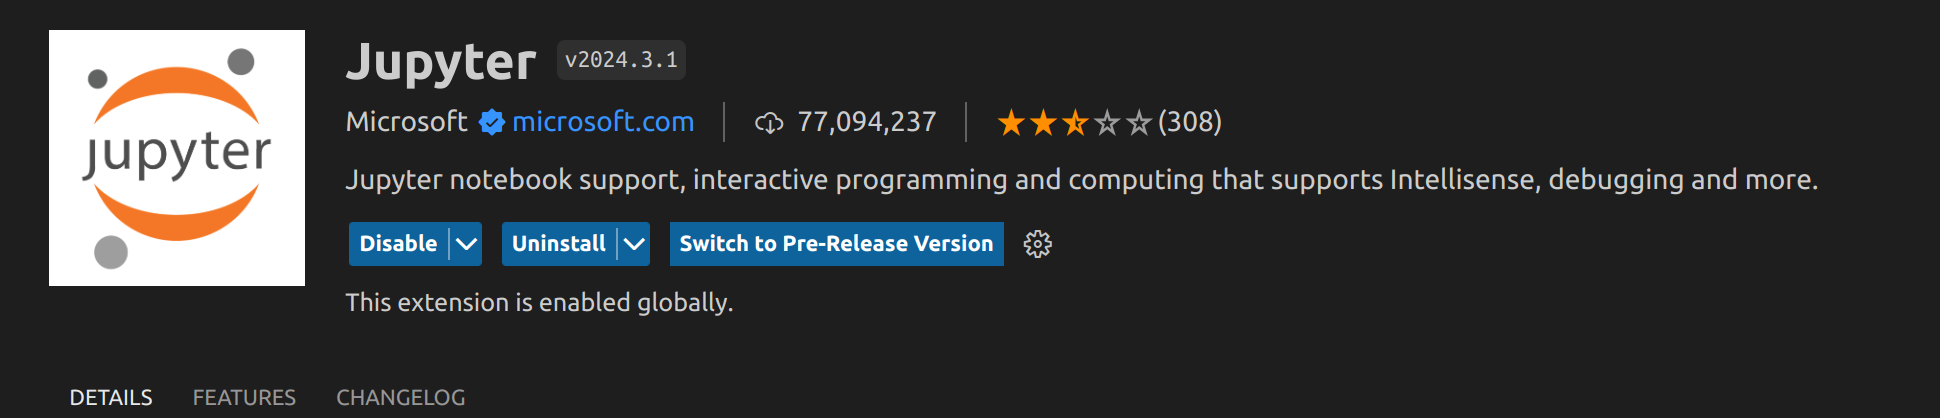 jupyter
Jupyter v2024.3.1
Microsoft microsoft.com 77,094,237 (308)
Jupyter notebook support, interactive programming and computing that supports Intellisense, debugging and more.
Disable Uninstall Switch to Pre-Release Version
This extension is enabled globally.
DETAILS FEATURES CHANGELOG